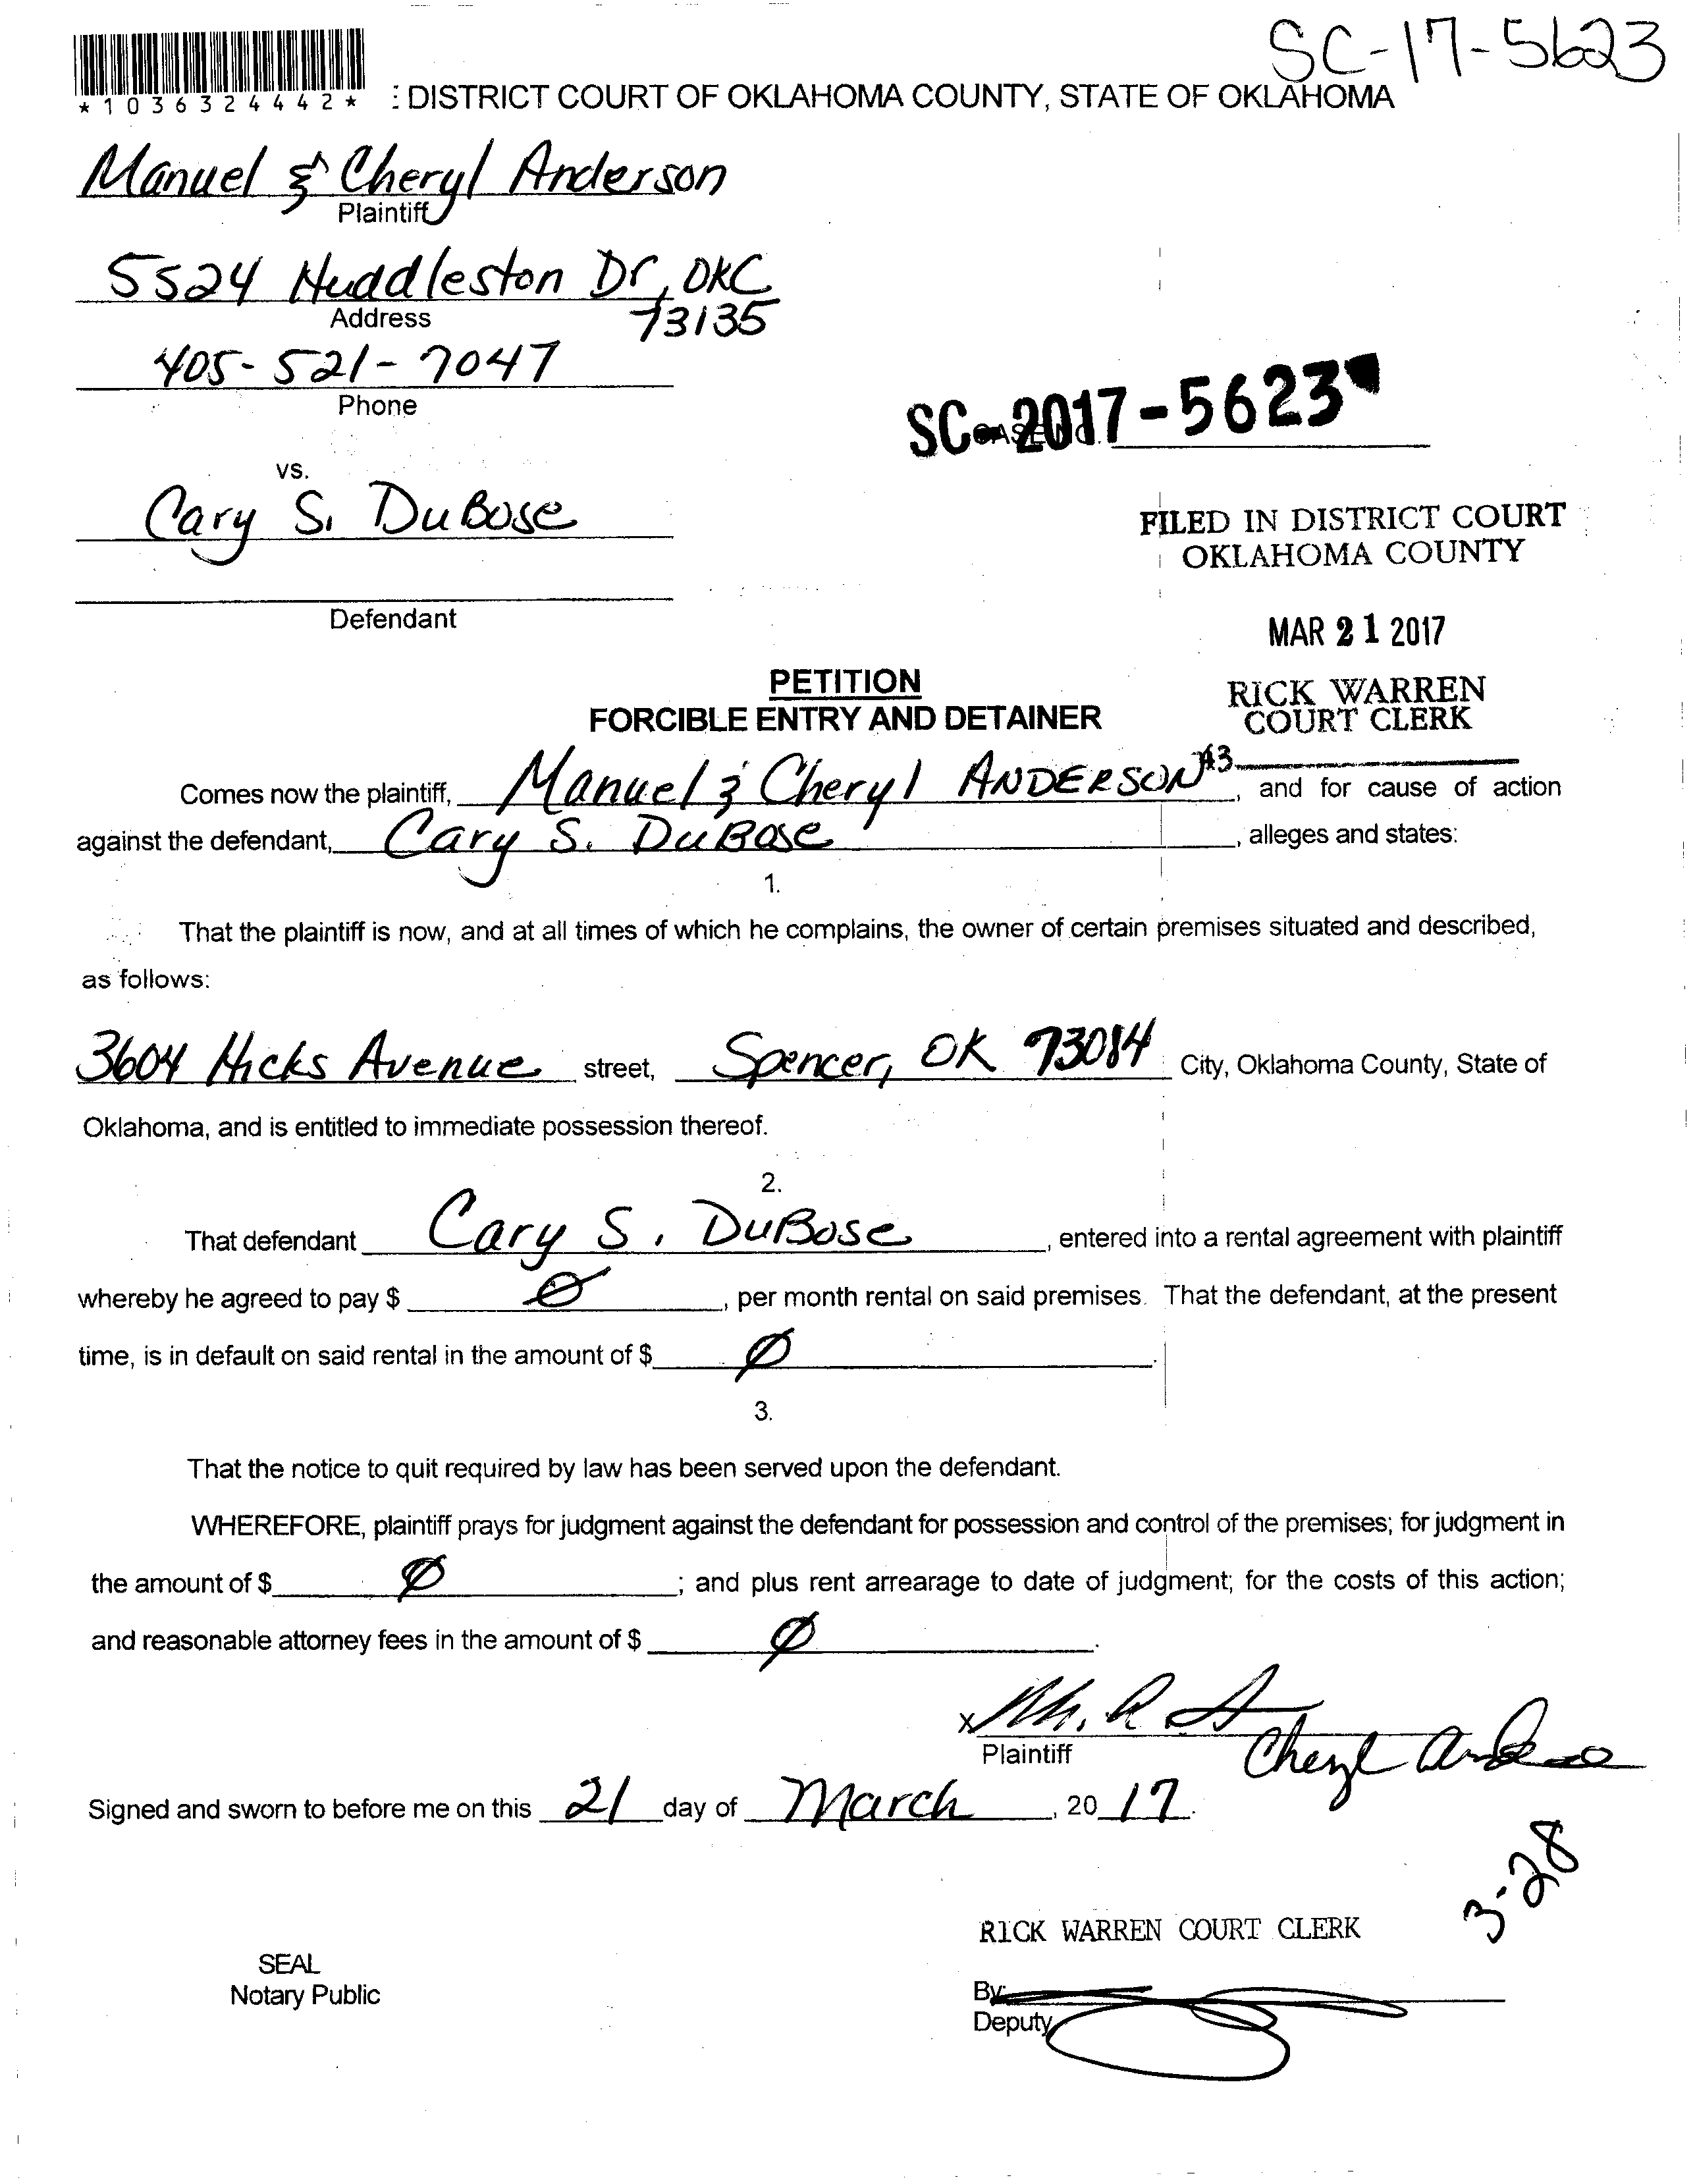 SC-17-5623
*1036324442*
: DISTRICT COURT OF OKLAHOMA COUNTY, STATE OF OKLAHOMA
Manuel & Cheryl Anderson
Plaintiff
5524 Huddleston Dr, OKC
Address
73135
405-521-7047
Phone
SC-2017-5623
CASE NO.
vs.
Cary S. DuBose
Defendant
FILED IN DISTRICT COURT
OKLAHOMA COUNTY
MAR 21 2017
RICK WARREN
COURT CLERK
43
PETITION
FORCIBLE ENTRY AND DETAINER
Comes now the plaintiff, Manuel & Cheryl ANDERSON, and for cause of action
against the defendant, Cary S. DuBose, alleges and states:
1.
That the plaintiff is now, and at all times of which he complains, the owner of certain premises situated and described,
as follows:
3604 Hicks Avenue street, Spencer, OK 73084 City, Oklahoma County, State of
Oklahoma, and is entitled to immediate possession thereof.
2.
That defendant Cary S. DuBose, entered into a rental agreement with plaintiff
whereby he agreed to pay $ Ø, per month rental on said premises. That the defendant, at the present
time, is in default on said rental in the amount of $ Ø.
3.
That the notice to quit required by law has been served upon the defendant.
WHEREFORE, plaintiff prays for judgment against the defendant for possession and control of the premises; for judgment in
the amount of $ Ø; and plus rent arrearage to date of judgment; for the costs of this action;
and reasonable attorney fees in the amount of $ Ø.
x
Plaintiff
Cheryl Anderson
Signed and sworn to before me on this 21 day of March, 2017.
3-28
RICK WARREN COURT CLERK
SEAL
Notary Public
By:
Deputy